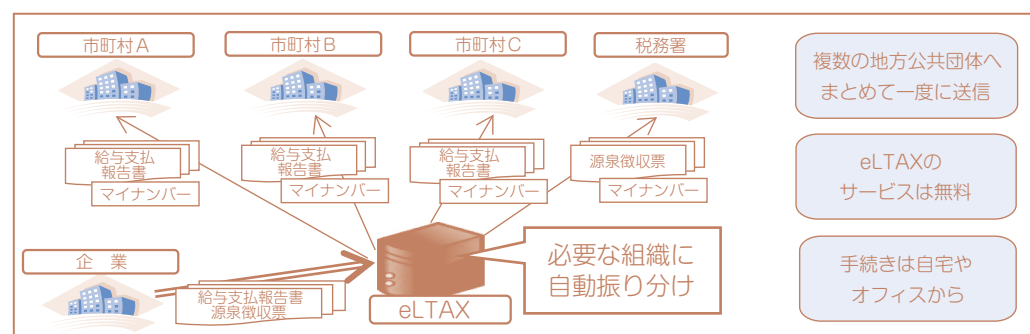 市町村A
市町村B
市町村C
税務署
給与支払
報告書
マイナンバー
給与支払
報告書
マイナンバー
給与支払
報告書
マイナンバー
源泉徴収票
マイナンバー
企業
給与支払報告書
源泉徴収票
eLTAX
必要な組織に
自動振り分け
複数の地方公共団体へ
まとめて一度に送信
eLTAXの
サービスは無料
手続きは自宅や
オフィスから